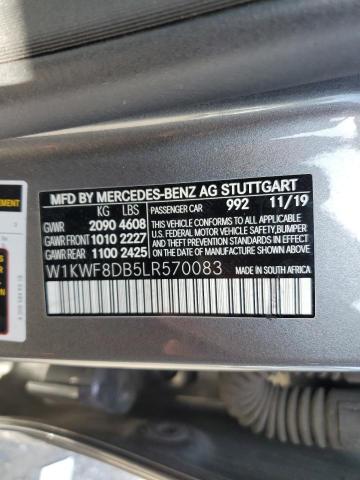 MFD BY MERCEDES-BENZ AG STUTTGART
KG LBS PASSENGER CAR 992 11/19
GVWR 2090 4608
GAWR FRONT 1010 2227
GAWR REAR 1100 2425
THIS VEHICLE CONFORMS TO ALL APPLICABLE
U.S. FEDERAL MOTOR VEHICLE SAFETY, BUMPER
AND THEFT PREVENTION STANDARDS IN EFFECT
ON THE DATE OF MANUFACTURE SHOWN ABOVE.
W1KWF8DB5LR570083 MADE IN SOUTH AFRICA